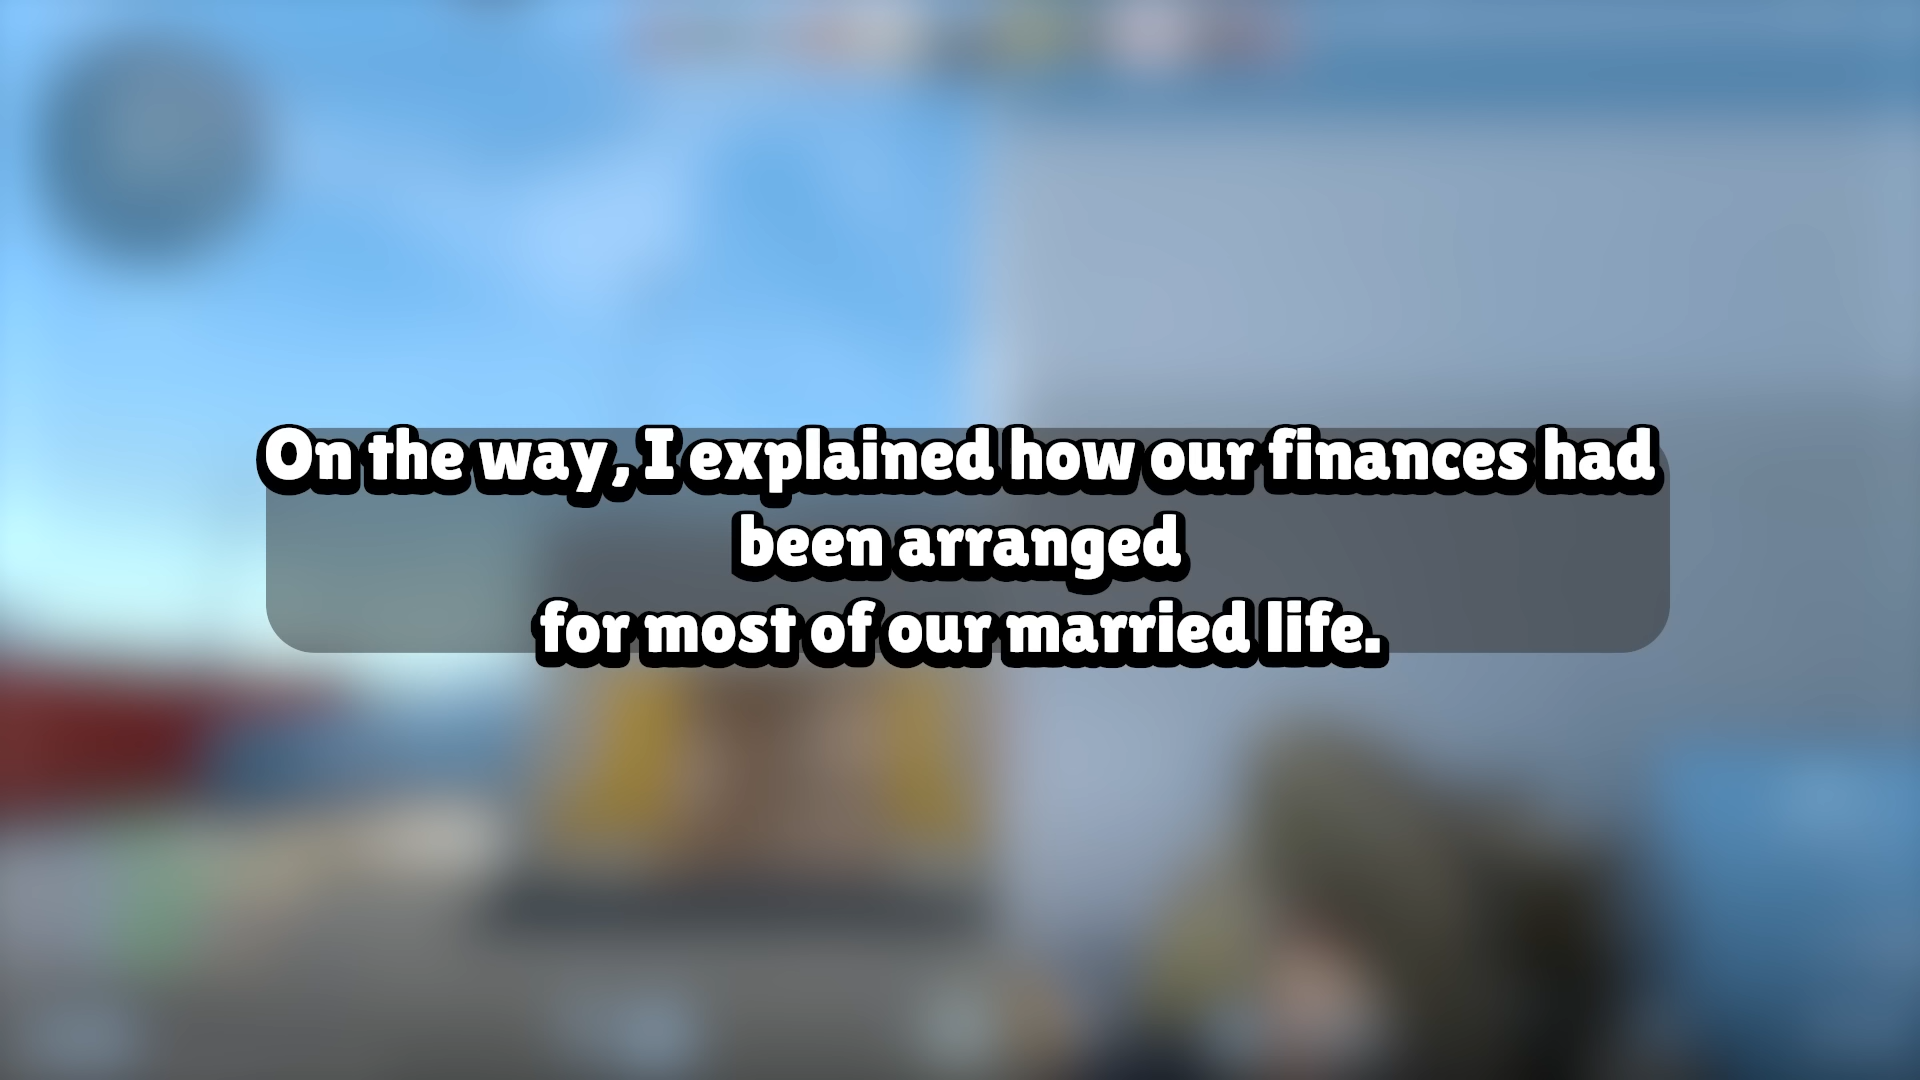 On the way, I explained how our finances had
been arranged
for most of our married life.